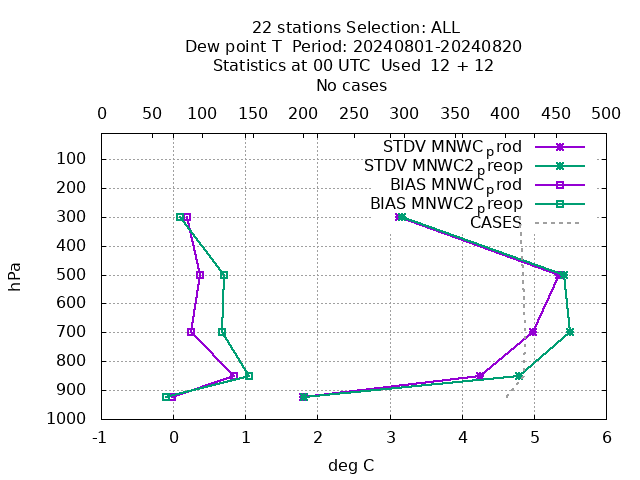 22 stations Selection: ALL
Dew point T  Period: 20240801-20240820
Statistics at 00 UTC  Used  12 + 12
No cases
0 50 100 150 200 250 300 350 400 450 500
STDV MNWC_prod
STDV MNWC2_preop
BIAS MNWC_prod
BIAS MNWC2_preop
CASES
hPa
100
200
300
400
500
600
700
800
900
1000
-1 0 1 2 3 4 5 6
deg C